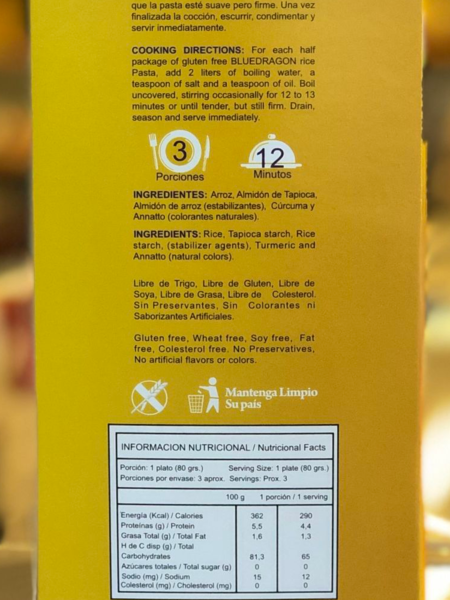 que la pasta esté suave pero firme. Una vez
finalizada la cocción, escurrir, condimentar y
servir inmediatamente.
COOKING DIRECTIONS: For each half
package of gluten free BLUEDRAGON rice
Pasta, add 2 liters of boiling water, a
teaspoon of salt and a teaspoon of oil. Boil
uncovered, stirring occasionally for 12 to 13
minutes or until tender, but still firm. Drain,
season and serve immediately.
3
Porciones
12
Minutos
INGREDIENTES: Arroz, Almidón de Tapioca,
Almidón de arroz (estabilizantes), Cúrcuma y
Annatto (colorantes naturales).
INGREDIENTS: Rice, Tapioca starch, Rice
starch, (stabilizer agents), Turmeric and
Annatto (natural colors).
Libre de Trigo, Libre de Gluten, Libre de
Soya, Libre de Grasa, Libre de Colesterol.
Sin Preservantes, Sin Colorantes ni
Saborizantes Artificiales.
Gluten free, Wheat free, Soy free, Fat
free, Colesterol free. No Preservatives,
No artificial flavors or colors.
Mantenga Limpio
Su país
INFORMACION NUTRICIONAL / Nutricional Facts
Porción: 1 plato (80 grs.) Serving Size: 1 plate (80 grs.)
Porciones por envase: 3 aprox. Servings: Prox. 3
100 g 1 porción / 1 serving
Energía (Kcal) / Calories 362 290
Proteínas (g) / Protein 5,5 4,4
Grasa Total (g) / Total Fat 1,6 1,3
H de C disp (g) / Total
Carbohydrates 81,3 65
Azúcares totales / Total sugar (g) 0 0
Sodio (mg) / Sodium 15 12
Colesterol (mg) / Cholesterol (mg) 0 0